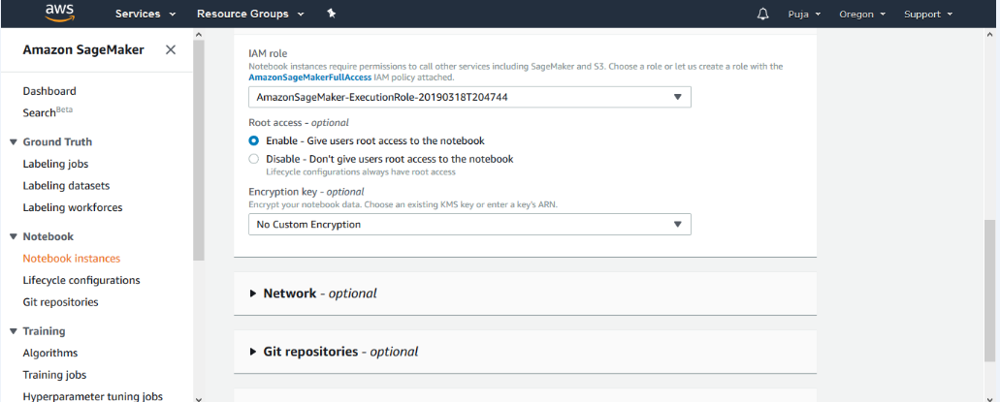 aws Services Resource Groups Puja Oregon Support
Amazon SageMaker
Dashboard
Search Beta
Ground Truth
Labeling jobs
Labeling datasets
Labeling workforces
Notebook
Notebook instances
Lifecycle configurations
Git repositories
Training
Algorithms
Training jobs
Hyperparameter tuning jobs
IAM role
Notebook instances require permissions to call other services including SageMaker and S3. Choose a role or let us create a role with the
AmazonSageMakerFullAccess IAM policy attached.
AmazonSageMaker-ExecutionRole-20190318T204744
Root access - optional
Enable - Give users root access to the notebook
Disable - Don't give users root access to the notebook
Lifecycle configurations always have root access
Encryption key - optional
Encrypt your notebook data. Choose an existing KMS key or enter a key's ARN.
No Custom Encryption
Network - optional
Git repositories - optional